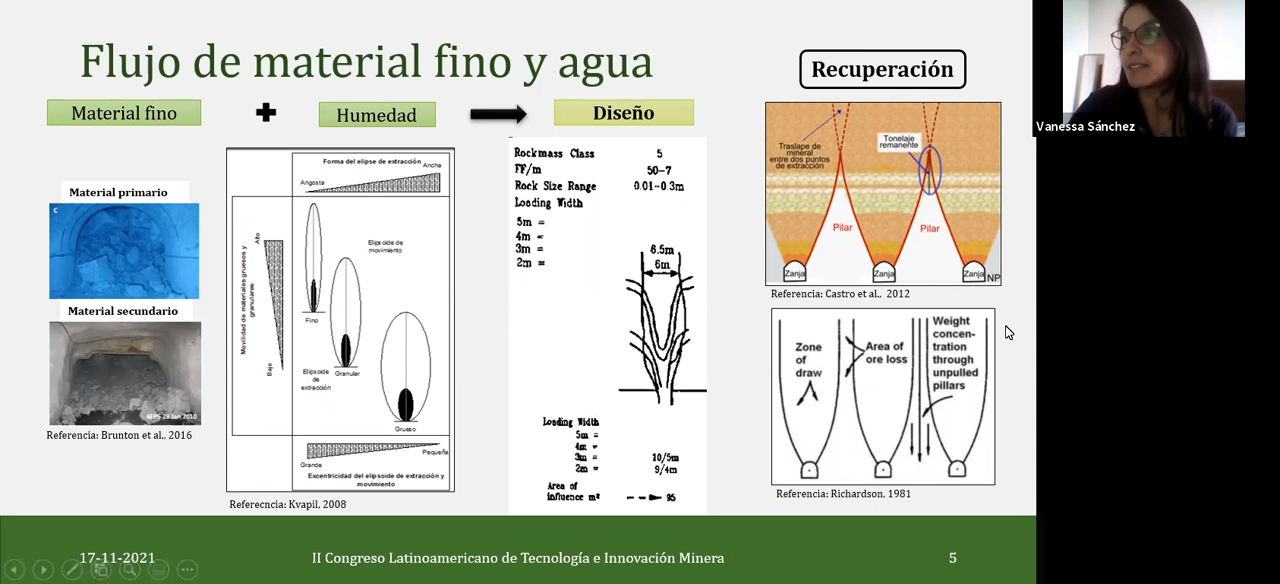 Flujo de material fino y agua
Material fino
Humedad
Diseño
Recuperación
Vanessa Sánchez
Material primario
C
Material secundario
Referencia: Brunton et al., 2016
Forma del elipse de extracción
Ancha
Angosta
Movilidad de materiales gruesos y
granulares
Alto
Bajo
Elipsoide de
movimiento
Fino
Elipsoide
de
extracción
Granular
Grueso
Grande
Pequeña
Excentricidad del elipsoide de extracción y
movimiento
Referecncia: Kvapil, 2008
Rockmass Class 5
FF/m 50-7
Rock Size Range 0.01-0.3m
Loading Width
5m =
4m =
3m =
2m =
6.5m
6m
Loading Width
5m =
4m =
3m = 10/5m
2m = 9/4m
Area of
influence m² 95
Traslape de
mineral
entre dos puntos
de extracción
Tonelaje
remanente
Pilar
Pilar
Zanja
Zanja
Zanja
NP
Referencia: Castro et al., 2012
Zone
of
draw
Area of
ore loss
Weight
concen-
tration
through
unpulled
pillars
Referencia: Richardson, 1981
17-11-2021
II Congreso Latinoamericano de Tecnología e Innovación Minera
5